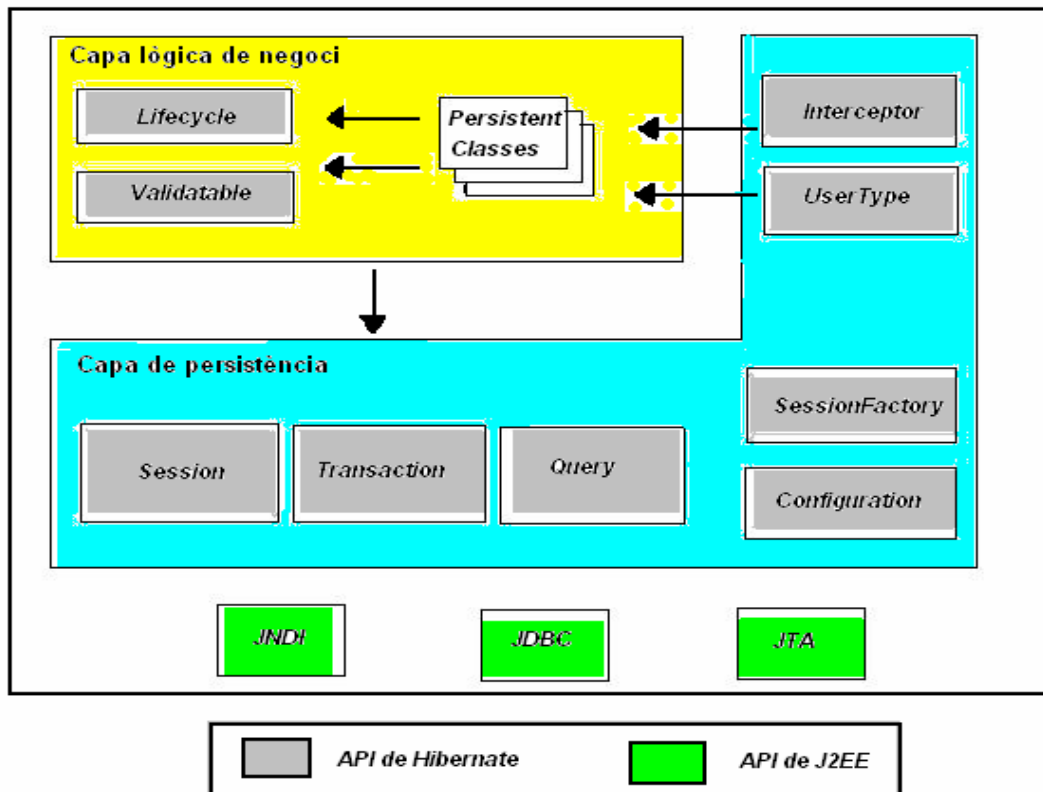 Capa lògica de negoci
Lifecycle
Validatable
Persistent
Classes
Interceptor
UserType
Capa de persistència
Session
Transaction
Query
SessionFactory
Configuration
JNDI
JDBC
JTA
API de Hibernate
API de J2EE